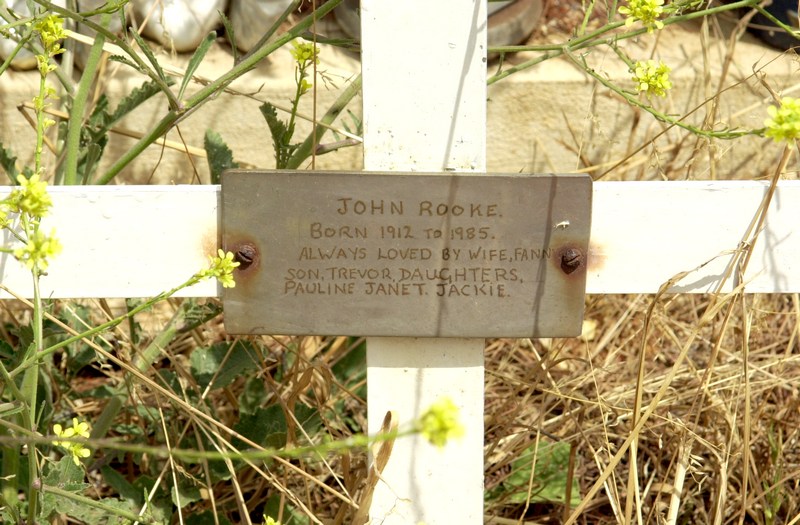 JOHN ROOKE.
BORN 1912 TO 1985.
ALWAYS LOVED BY WIFE, FANN
SON, TREVOR, DAUGHTERS,
PAULINE JANET. JACKIE.